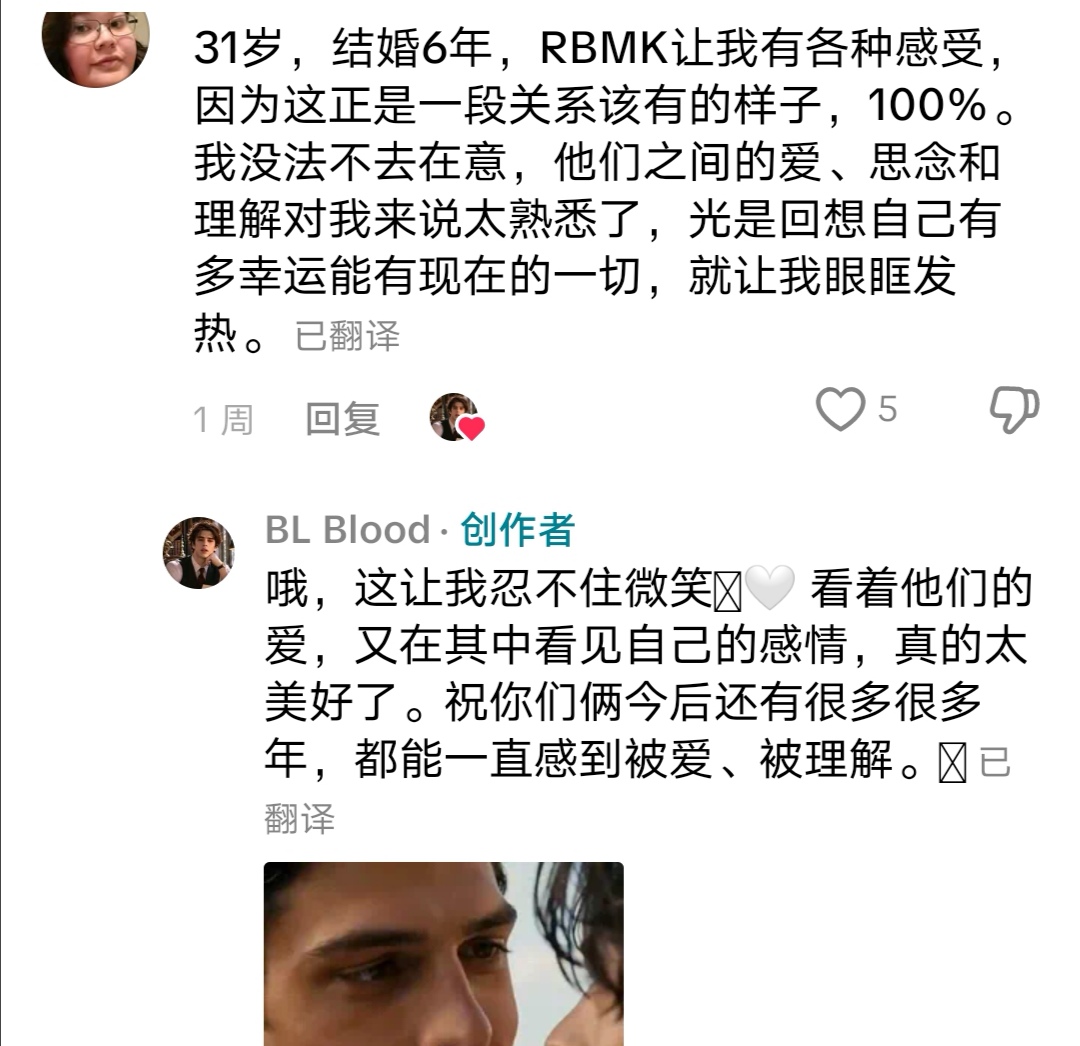 31岁，结婚6年，RBMK让我有各种感受，
因为这正是一段关系该有的样子，100%。
我没法不去在意，他们之间的爱、思念和
理解对我来说太熟悉了，光是回想自己有
多幸运能有现在的一切，就让我眼眶发
热。 已翻译
1 周 回复 5
BL Blood · 创作者
哦，这让我忍不住微笑🤍 看着他们的
爱，又在其中看见自己的感情，真的太
美好了。祝你们俩今后还有很多很多
年，都能一直感到被爱、被理解。 已
翻译